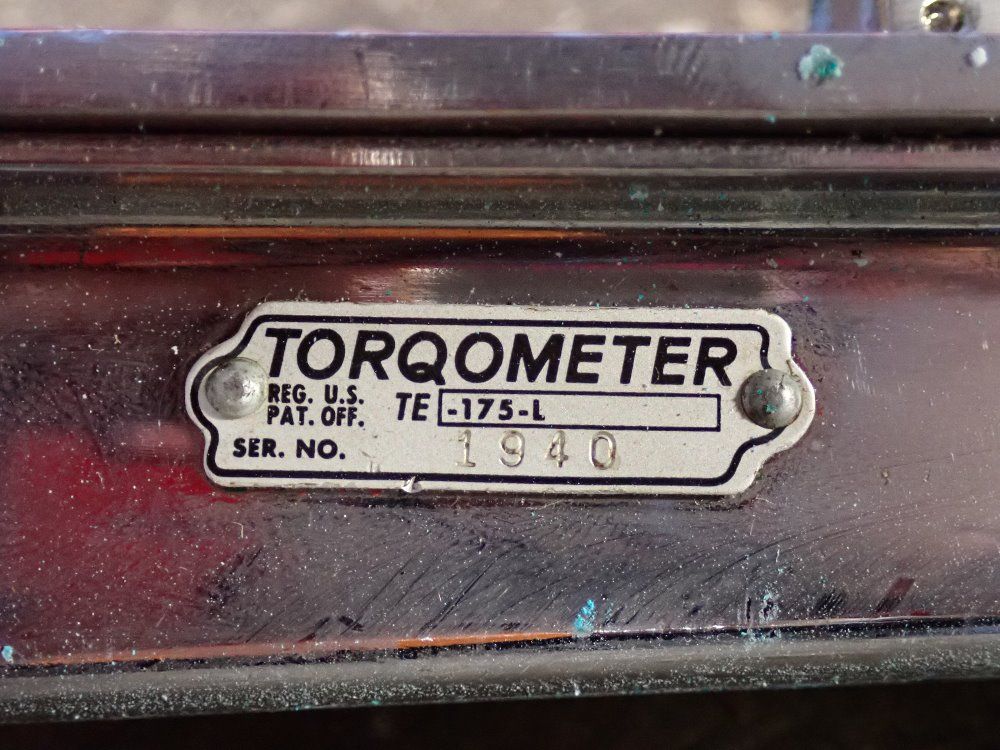 TORQOMETER
REG. U.S.
PAT. OFF.
TE -175-L
SER. NO. 1940